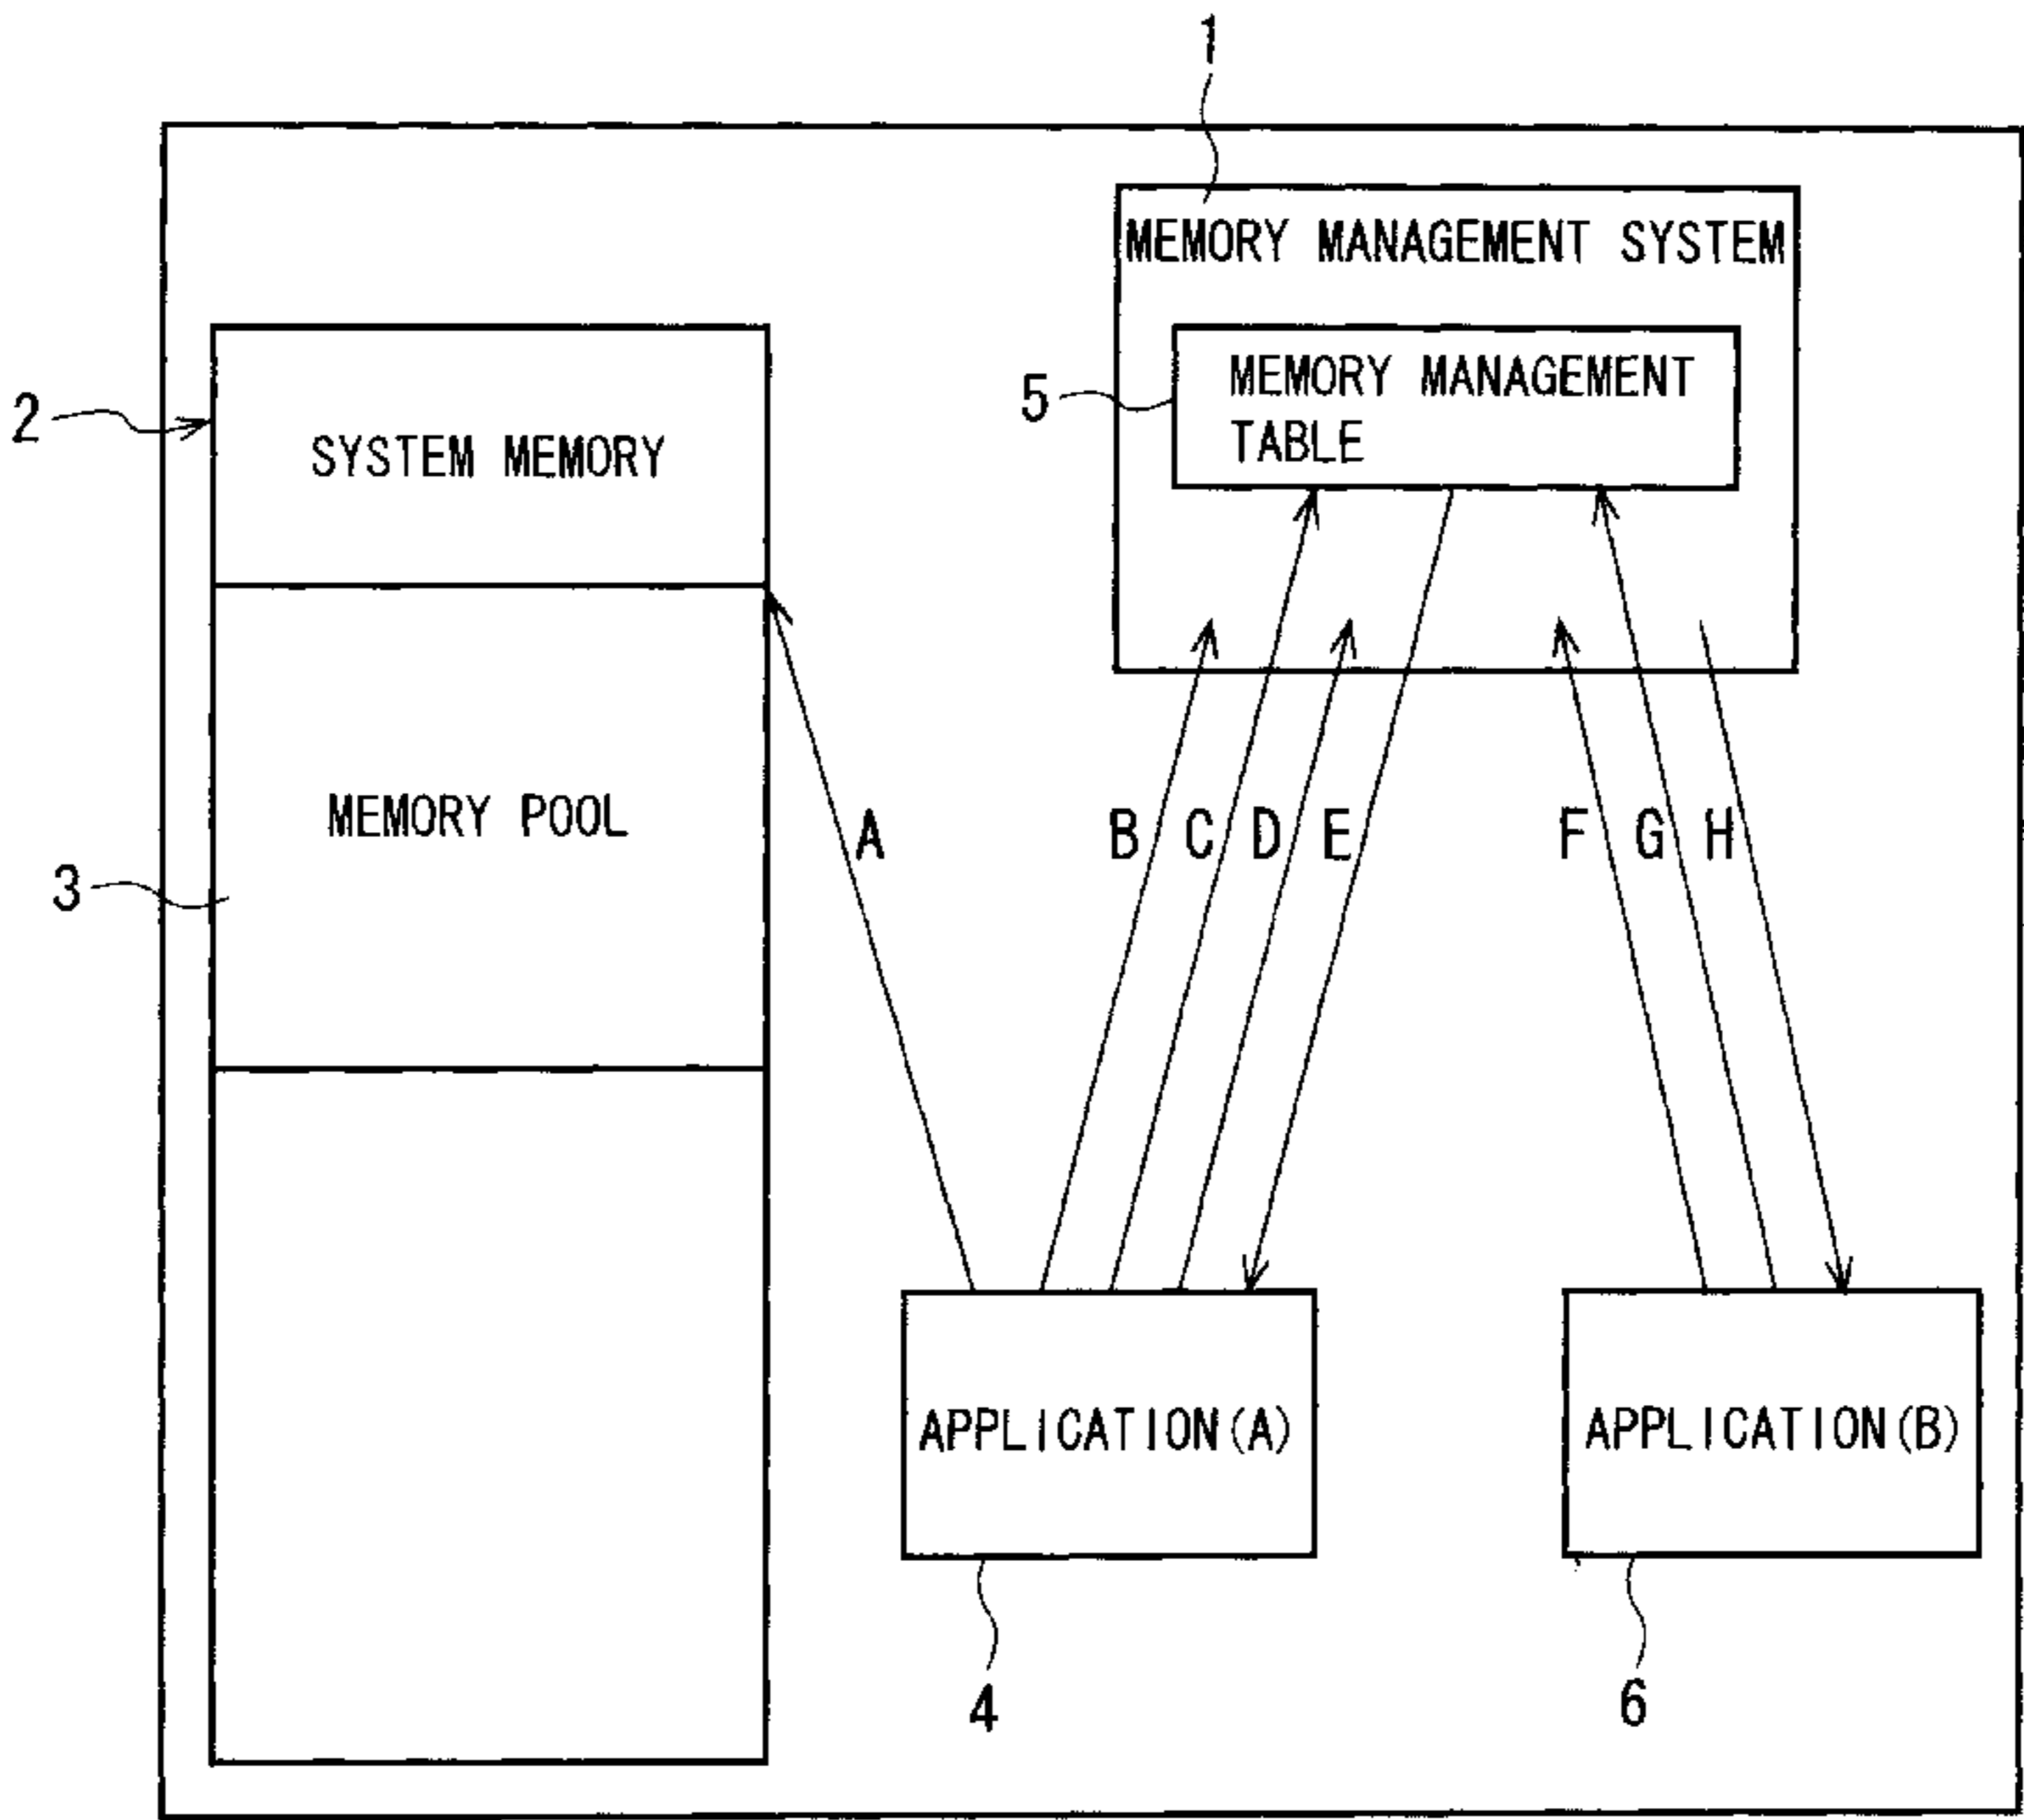 1
MEMORY MANAGEMENT SYSTEM
5
MEMORY MANAGEMENT
TABLE
2
SYSTEM MEMORY
MEMORY POOL
3
A
B
C
D
E
F
G
H
APPLICATION(A)
APPLICATION(B)
4
6